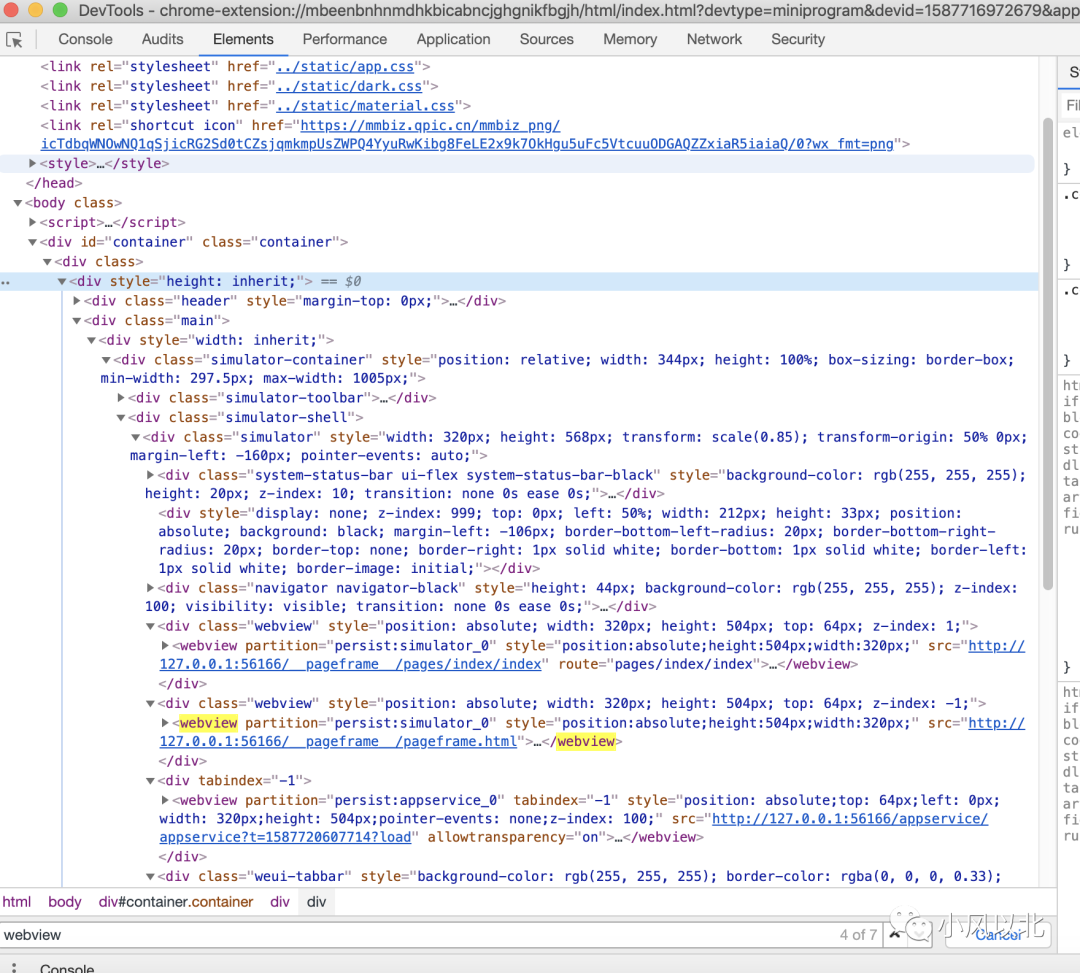 DevTools - chrome-extension://mbeenbnhnmdhkbicabncjghgnikfbgjh/html/index.html?devtype=miniprogram&devid=1587716972679&app
Console Audits Elements Performance Application Sources Memory Network Security
<link rel="stylesheet" href="../static/app.css">
<link rel="stylesheet" href="../static/dark.css">
<link rel="stylesheet" href="../static/material.css">
<link rel="shortcut icon" href="https://mmbiz.qpic.cn/mmbiz_png/
icTdbqWNOwNQ1qSjicRG2Sd0tCZsjqmkmpUsZWPQ4YyuRwKibg8FeLE2x9k7OkHgu5uFc5VtcuuODGAQZZxiaR5iaiaQ/0?wx_fmt=png">
<style>…</style>
</head>
<body class>
<script>…</script>
<div id="container" class="container">
<div class>
<div style="height: inherit;"> == $0
<div class="header" style="margin-top: 0px;">…</div>
<div class="main">
<div style="width: inherit;">
<div class="simulator-container" style="position: relative; width: 344px; height: 100%; box-sizing: border-box;
min-width: 297.5px; max-width: 1005px;">
<div class="simulator-toolbar">…</div>
<div class="simulator-shell">
<div class="simulator" style="width: 320px; height: 568px; transform: scale(0.85); transform-origin: 50% 0px;
margin-left: -160px; pointer-events: auto;">
<div class="system-status-bar ui-flex system-status-bar-black" style="background-color: rgb(255, 255, 255);
height: 20px; z-index: 10; transition: none 0s ease 0s;">…</div>
<div style="display: none; z-index: 999; top: 0px; left: 50%; width: 212px; height: 33px; position:
absolute; background: black; margin-left: -106px; border-bottom-left-radius: 20px; border-bottom-right-
radius: 20px; border-top: none; border-right: 1px solid white; border-bottom: 1px solid white; border-left:
1px solid white; border-image: initial;"></div>
<div class="navigator navigator-black" style="height: 44px; background-color: rgb(255, 255, 255); z-index:
100; visibility: visible; transition: none 0s ease 0s;">…</div>
<div class="webview" style="position: absolute; width: 320px; height: 504px; top: 64px; z-index: 1;">
<webview partition="persist:simulator_0" style="position:absolute;height:504px;width:320px;" src="http://
127.0.0.1:56166/__pageframe__/pages/index/index" route="pages/index/index">…</webview>
</div>
<div class="webview" style="position: absolute; width: 320px; height: 504px; top: 64px; z-index: -1;">
<webview partition="persist:simulator_0" style="position:absolute;height:504px;width:320px;" src="http://
127.0.0.1:56166/__pageframe__/pageframe.html">…</webview>
</div>
<div tabindex="-1">
<webview partition="persist:appservice_0" tabindex="-1" style="position: absolute;top: 64px;left: 0px;
width: 320px;height: 504px;pointer-events: none;z-index: 100;" src="http://127.0.0.1:56166/appservice/
appservice?t=1587720607714?load" allowtransparency="on">…</webview>
</div>
<div class="weui-tabbar" style="background-color: rgb(255, 255, 255); border-color: rgba(0, 0, 0, 0.33);
html body div#container.container div div
webview 4 of 7 Cancel
小风以北
Console